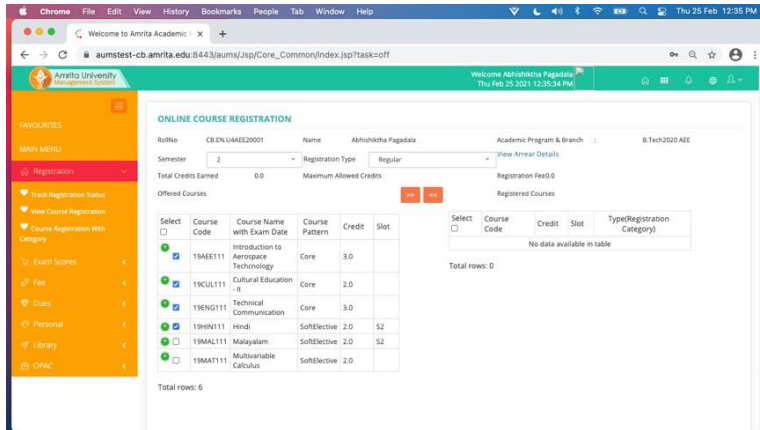 Chrome File Edit View History Bookmarks People Tab Window Help Thu 25 Feb 12:35 PM
Welcome to Amrita Academic
aumstest-cb.amrita.edu:8443/aums/Jsp/Core_Common/index.jsp?task=off
Amrita University
Management System
Welcome Abhishiktha Pagadala
Thu Feb 25 2021 12:35:34 PM
FAVOURITES
MAIN MENU
Registration
Track Registration Status
View Course Registration
Course Registration With
Category
Exam Scores
Fee
Dues
Personal
Library
OPAC
ONLINE COURSE REGISTRATION
RollNo CB.EN.U4AEE20001 Name Abhishiktha Pagadala Academic Program & Branch : B.Tech2020 AEE
Semester 2 Registration Type Regular View Arrear Details
Total Credits Earned 0.0 Maximum Allowed Credits Registration Fee0.0
Offered Courses >> << Registered Courses
Select Course Code Course Name with Exam Date Course Pattern Credit Slot
19AEE111 Introduction to Aerospace Techcnology Core 3.0
19CUL111 Cultural Education - II Core 2.0
19ENG111 Technical Communication Core 3.0
19HIN111 Hindi SoftElective 2.0 S2
19MAL111 Malayalam SoftElective 2.0 S2
19MAT111 Multivariable Calculus SoftElective 2.0
Total rows: 6
Select Course Code Credit Slot Type(Registration Category)
No data available in table
Total rows: 0